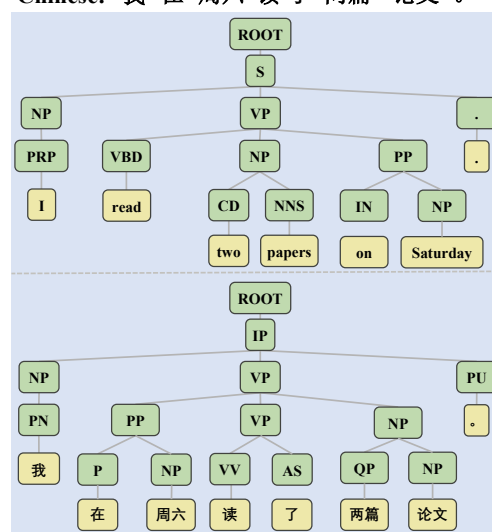 Chinese: 我 在 周六 读 了 两篇 论文 。
ROOT
S
NP VP .
PRP VBD NP PP .
I read CD NNS IN NP
two papers on Saturday
ROOT
IP
NP VP PU
PN PP VP NP 。
我 P NP VV AS QP NP
在 周六 读 了 两篇 论文